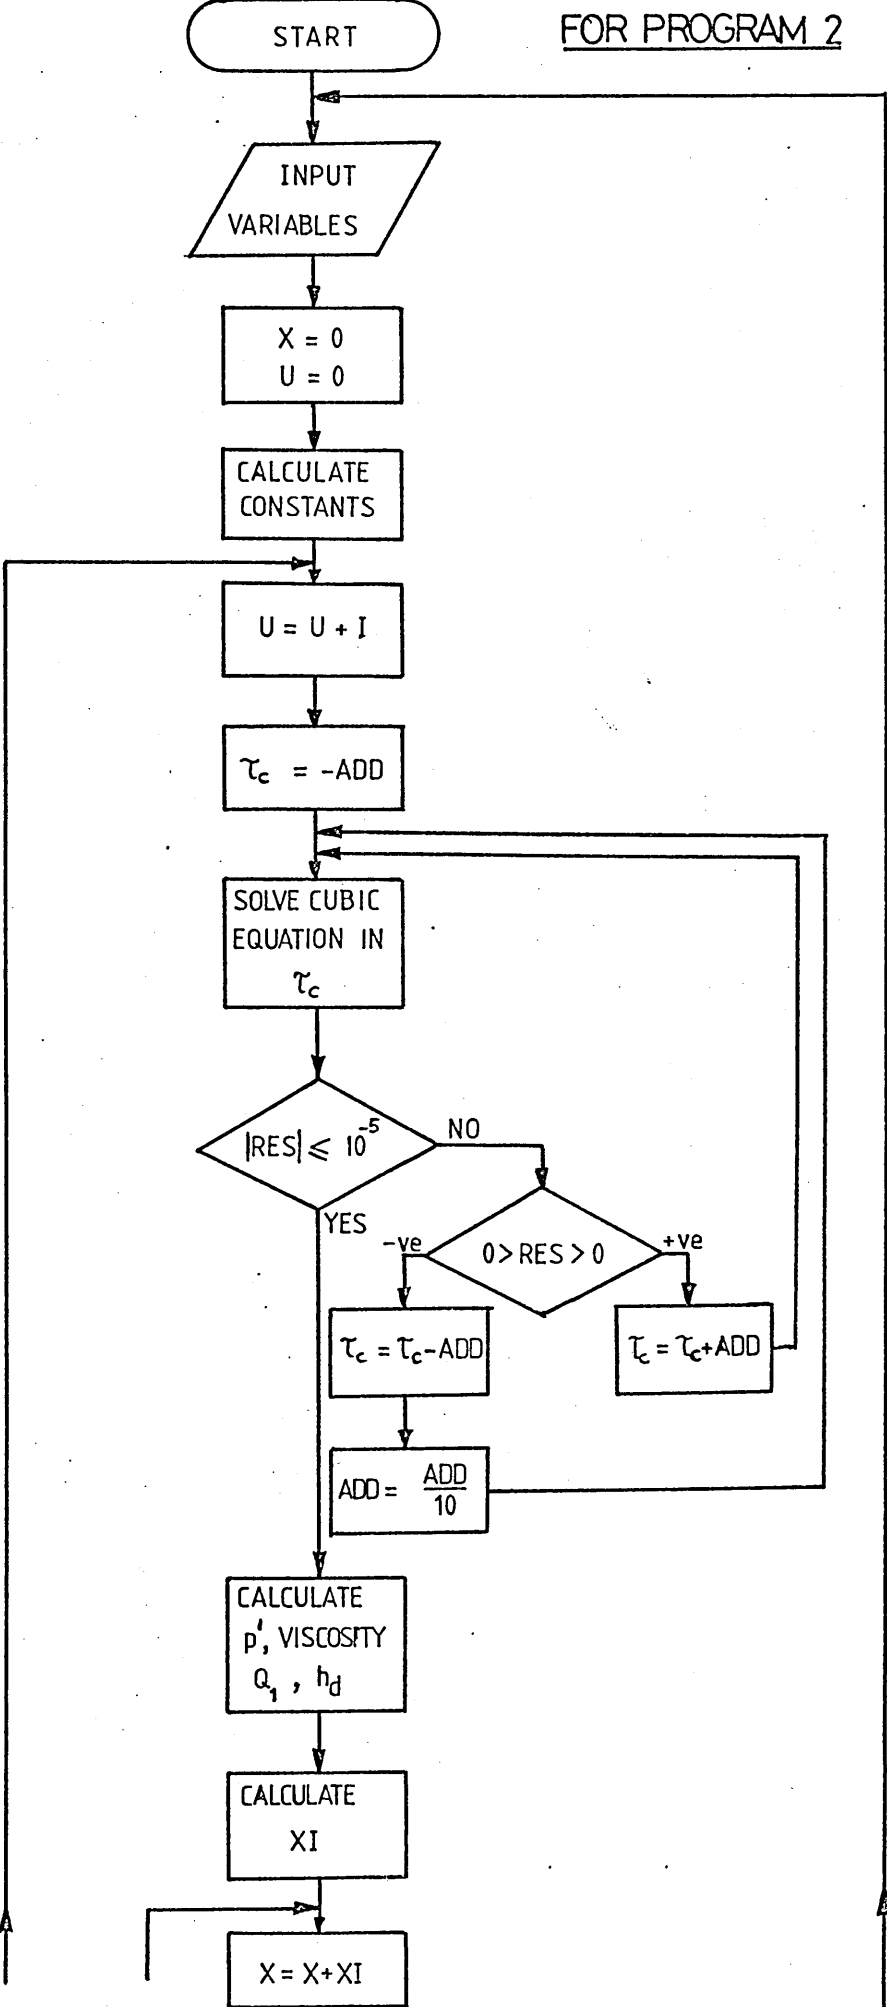 FOR PROGRAM 2
START
INPUT
VARIABLES
X = 0
U = 0
CALCULATE
CONSTANTS
U = U + I
τc = -ADD
SOLVE CUBIC
EQUATION IN
τc
|RES| ≤ 10^-5
NO
YES
-ve
0 > RES > 0
+ve
τc = τc-ADD
τc = τc+ADD
ADD = ADD/10
CALCULATE
p', VISCOSITY
Q1 , hd
CALCULATE
XI
X = X+XI